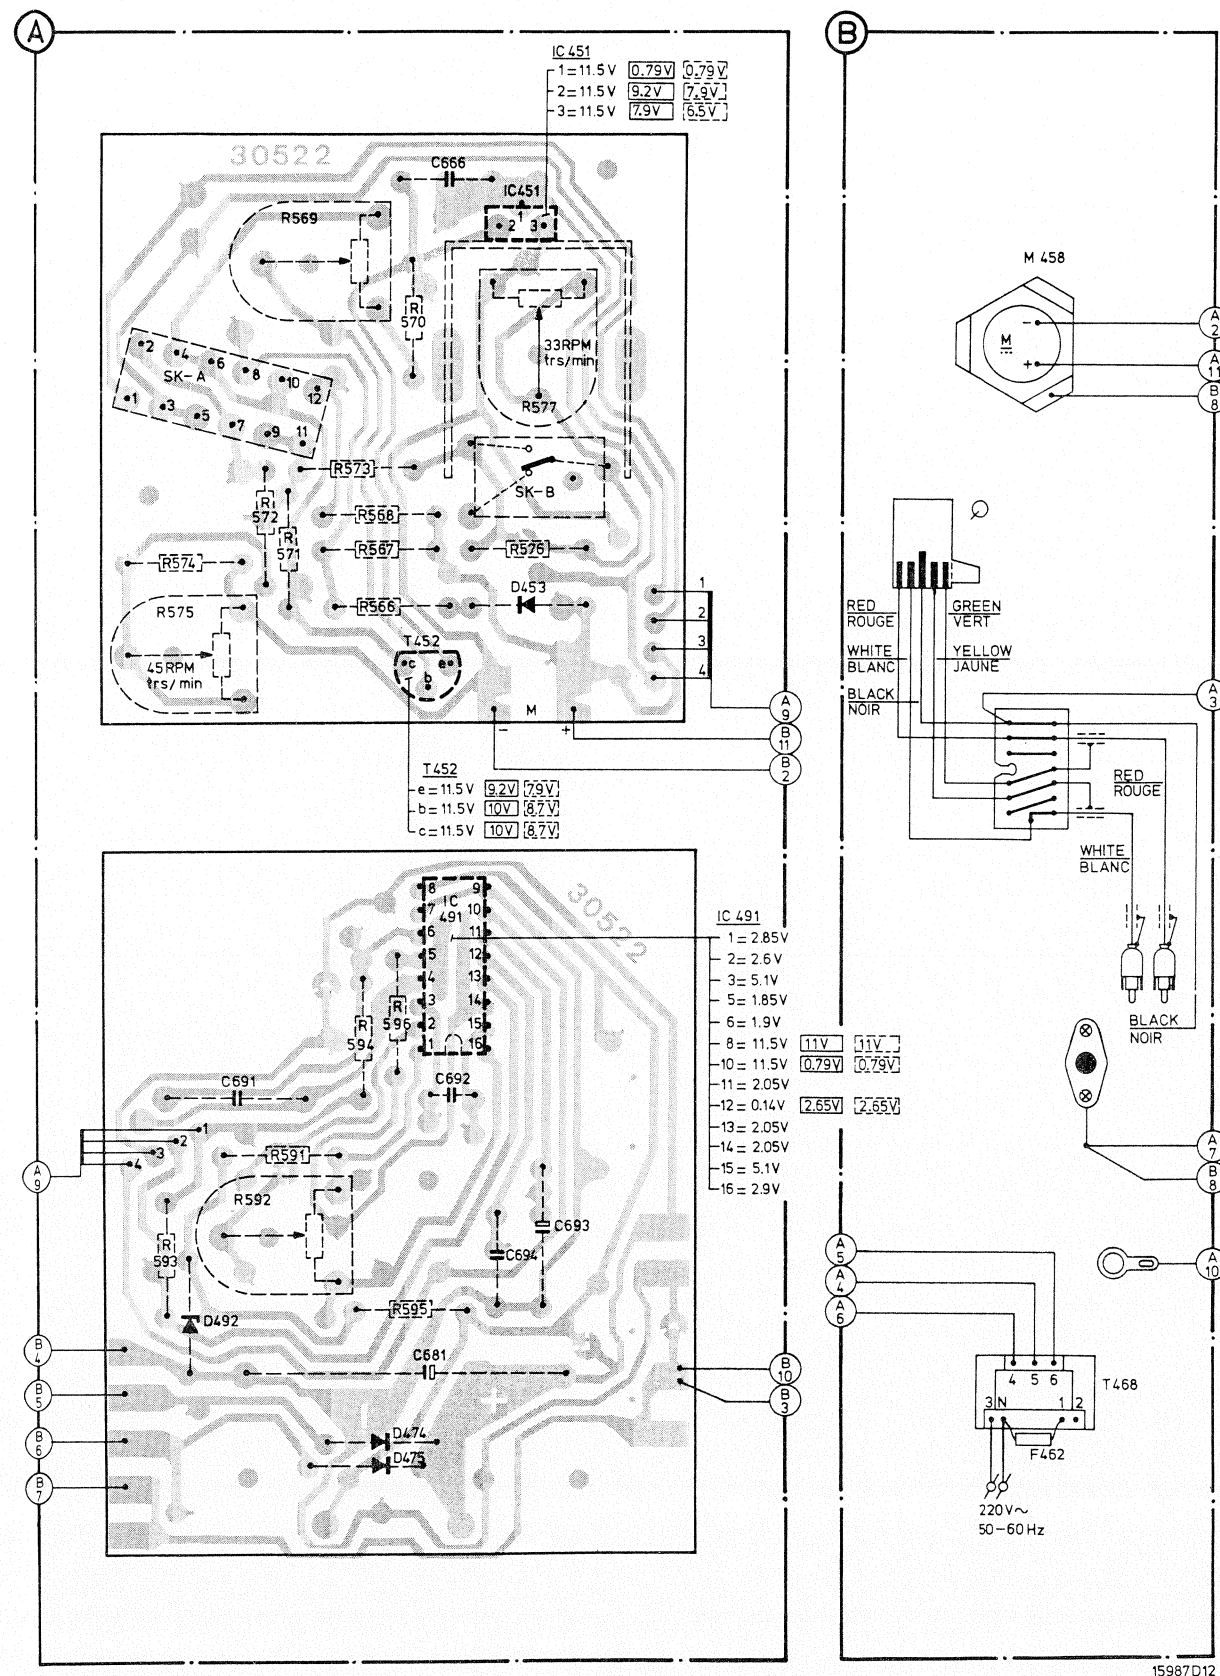 A
B
IC 451
1 = 11.5 V 0.79V 0.79V
2 = 11.5 V 9.2V 7.9V
3 = 11.5 V 7.9V 6.5V
30522
C666
IC451
1
2 3
R569
R
570
33RPM
trs/min
R577
M 458
M
-
+
A
2
A
11
B
8
2 4 6 8 10 12
SK-A
1 3 5 7 9 11
R573
SK-B
R
572
R
571
R568
R567
R576
R574
D453
R566
R575
45RPM
trs/min
T452
c e
b
1
2
3
4
M
- +
A
9
B
11
B
2
RED
ROUGE
GREEN
VERT
WHITE
BLANC
YELLOW
JAUNE
BLACK
NOIR
A
3
RED
ROUGE
WHITE
BLANC
BLACK
NOIR
T452
e = 11.5 V 9.2V 7.9V
b = 11.5 V 10V 8.7V
c = 11.5 V 10V 8.7V
30522
8 9
7 10
6 11
5 12
4 13
3 14
2 15
1 16
IC
491
R
596
R
594
IC 491
1 = 2.85V
2 = 2.6 V
3 = 5.1V
5 = 1.85V
6 = 1.9V
8 = 11.5V 11V 11V
10 = 11.5V 0.79V 0.79V
11 = 2.05V
12 = 0.14V 2.65V 2.65V
13 = 2.05V
14 = 2.05V
15 = 5.1V
16 = 2.9V
C691
C692
1
2
3
4
A
9
R591
R592
R
593
C693
C694
D492
R595
C681
D474
D475
B
4
B
5
B
6
B
7
B
10
B
3
A
7
B
8
A
10
A
5
A
4
A
6
4 5 6
3 N 1 2
T468
F462
220V~
50-60 Hz
15987D12